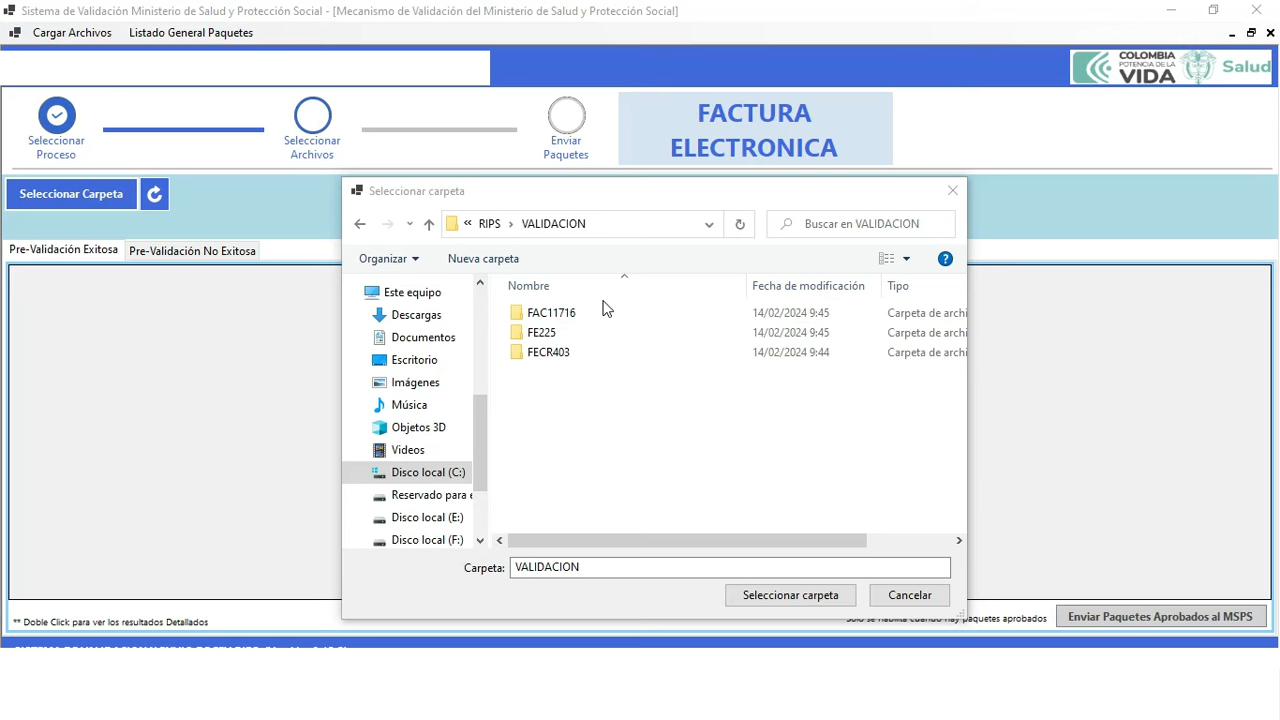 Sistema de Validación Ministerio de Salud y Protección Social - [Mecanismo de Validación del Ministerio de Salud y Protección Social]
Cargar Archivos Listado General Paquetes
COLOMBIA
POTENCIA DE LA
VIDA
Salud
Seleccionar
Proceso
Seleccionar
Archivos
Enviar
Paquetes
FACTURA
ELECTRONICA
Seleccionar Carpeta
Pre-Validación Exitosa Pre-Validación No Exitosa
Seleccionar carpeta
« RIPS › VALIDACION
Buscar en VALIDACION
Organizar Nueva carpeta
Este equipo
Descargas
Documentos
Escritorio
Imágenes
Música
Objetos 3D
Videos
Disco local (C:)
Reservado para e
Disco local (E:)
Disco local (F:)
Nombre Fecha de modificación Tipo
FAC11716 14/02/2024 9:45 Carpeta de archi
FE225 14/02/2024 9:45 Carpeta de archi
FECR403 14/02/2024 9:44 Carpeta de archi
Carpeta: VALIDACION
Seleccionar carpeta Cancelar
** Doble Click para ver los resultados Detallados
paquetes aprobados
Enviar Paquetes Aprobados al MSPS